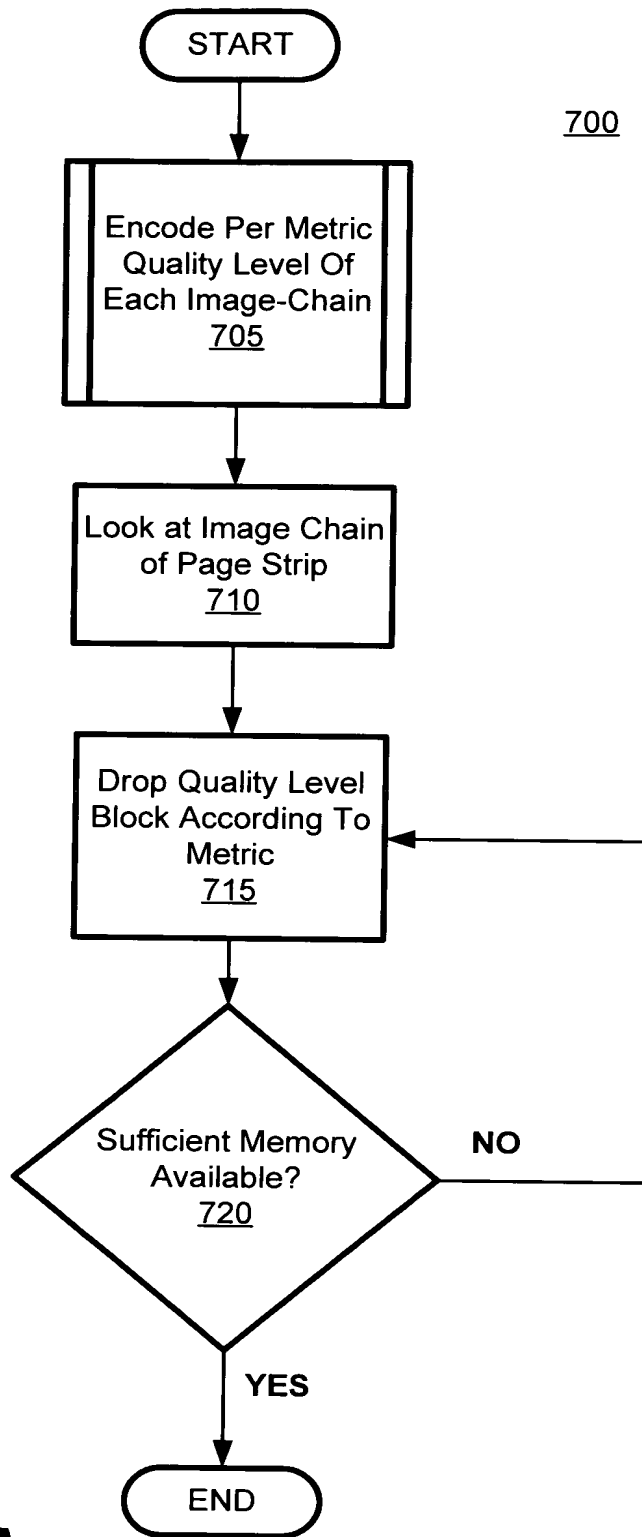 START
700
Encode Per Metric
Quality Level Of
Each Image-Chain
705
Look at Image Chain
of Page Strip
710
Drop Quality Level
Block According To
Metric
715
Sufficient Memory
Available?
720
NO
YES
END